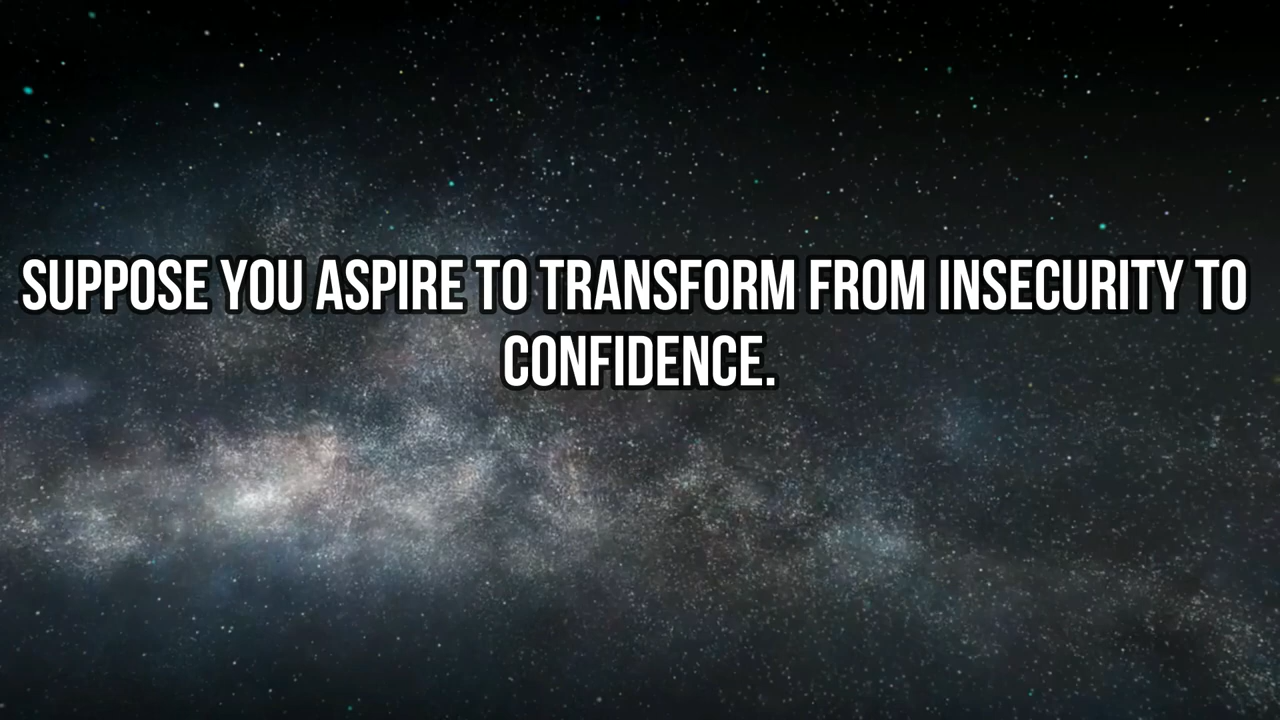 SUPPOSE YOU ASPIRE TO TRANSFORM FROM INSECURITY TO
CONFIDENCE.